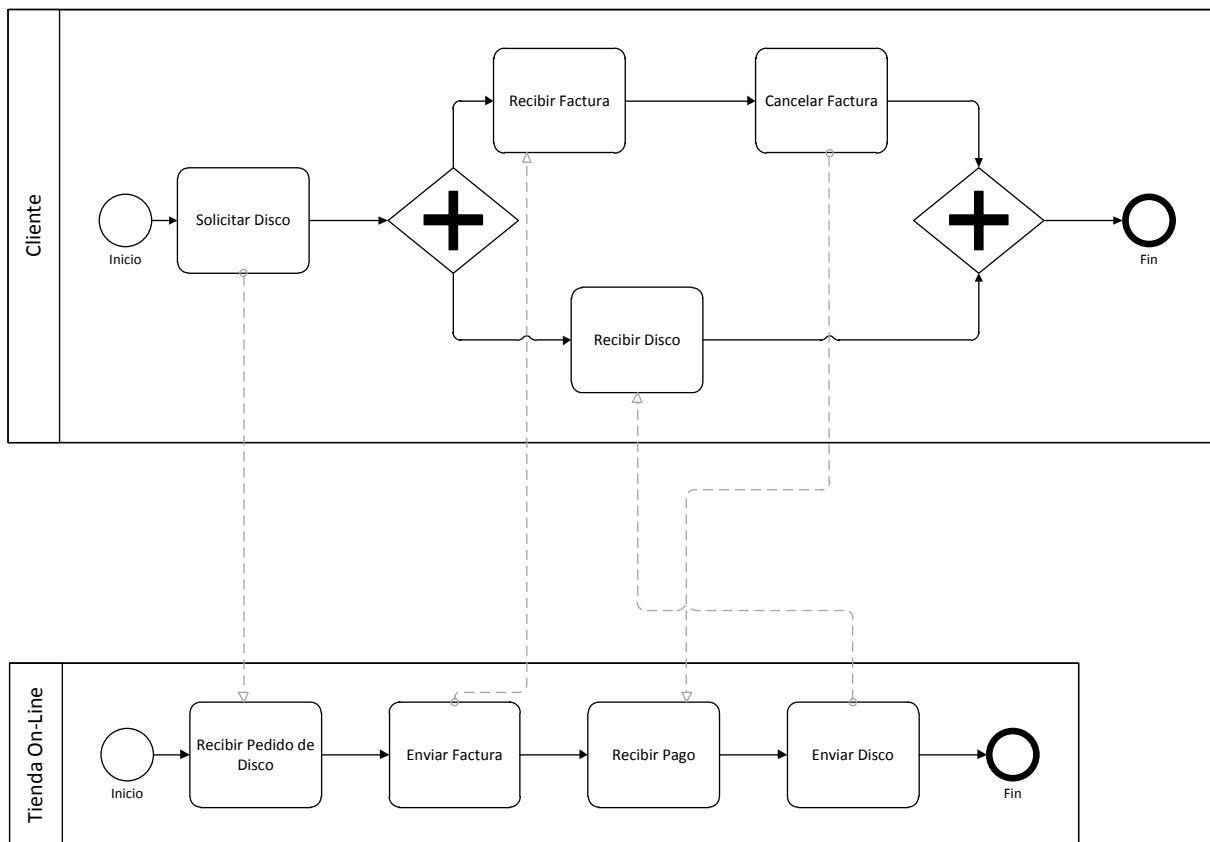 Cliente
Recibir Factura
Cancelar Factura
Solicitar Disco
Inicio
Fin
Recibir Disco
Tienda On-Line
Recibir Pedido de
Disco
Enviar Factura
Recibir Pago
Enviar Disco
Inicio
Fin